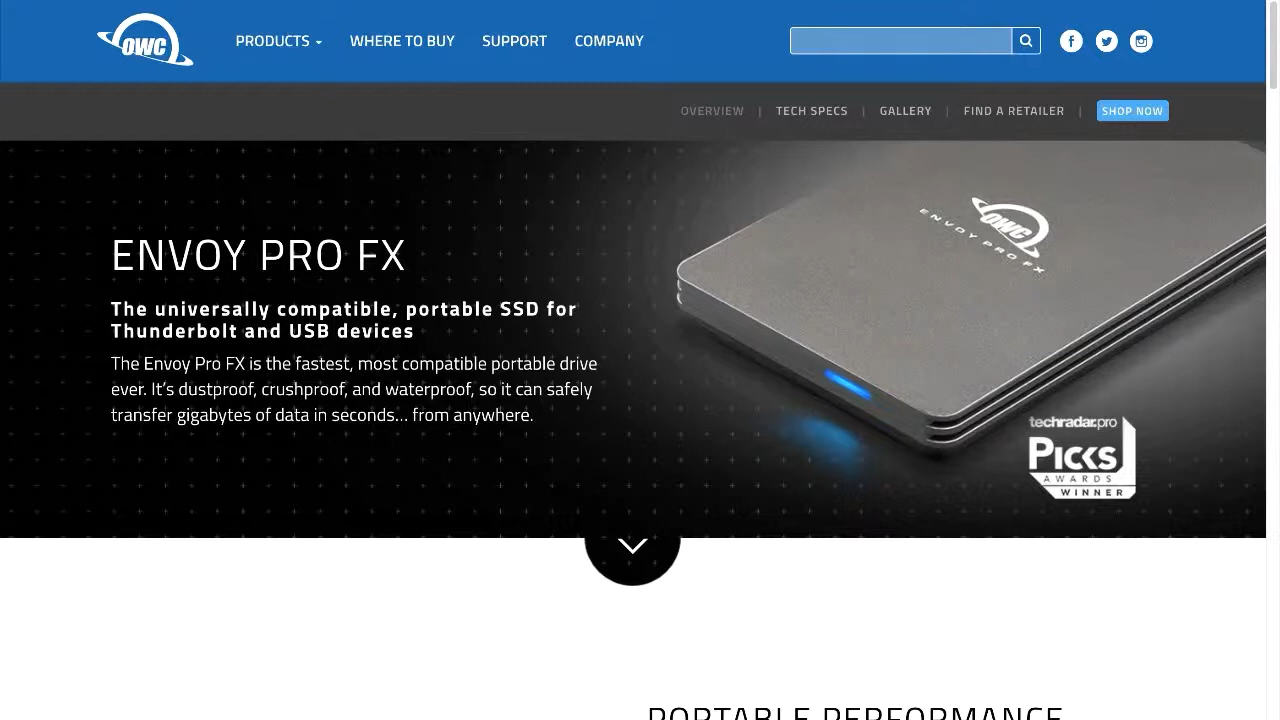 OWC
PRODUCTS
WHERE TO BUY
SUPPORT
COMPANY
OVERVIEW | TECH SPECS | GALLERY | FIND A RETAILER | SHOP NOW
OWC
ENVOY PRO FX
ENVOY PRO FX
The universally compatible, portable SSD for
Thunderbolt and USB devices
The Envoy Pro FX is the fastest, most compatible portable drive
ever. It's dustproof, crushproof, and waterproof, so it can safely
transfer gigabytes of data in seconds... from anywhere.
techradar.pro
Picks
AWARDS
WINNER
PORTABLE PERFORMANCE